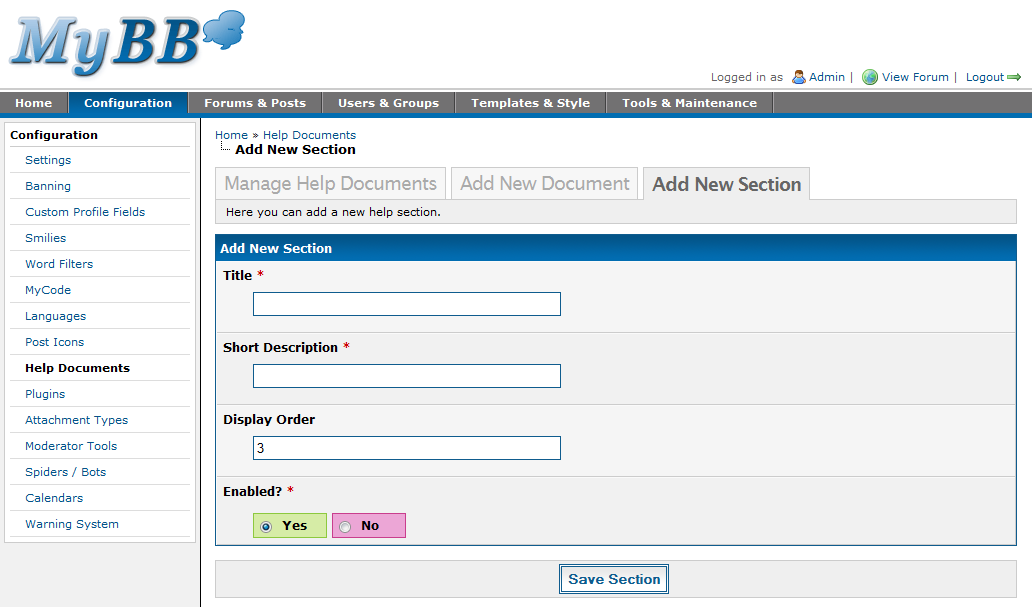 MyBB
Logged in as Admin | View Forum | Logout
Home Configuration Forums & Posts Users & Groups Templates & Style Tools & Maintenance
Configuration
Settings
Banning
Custom Profile Fields
Smilies
Word Filters
MyCode
Languages
Post Icons
Help Documents
Plugins
Attachment Types
Moderator Tools
Spiders / Bots
Calendars
Warning System
Home » Help Documents
Add New Section
Manage Help Documents Add New Document Add New Section
Here you can add a new help section.
Add New Section
Title *
Short Description *
Display Order
3
Enabled? *
Yes No
Save Section